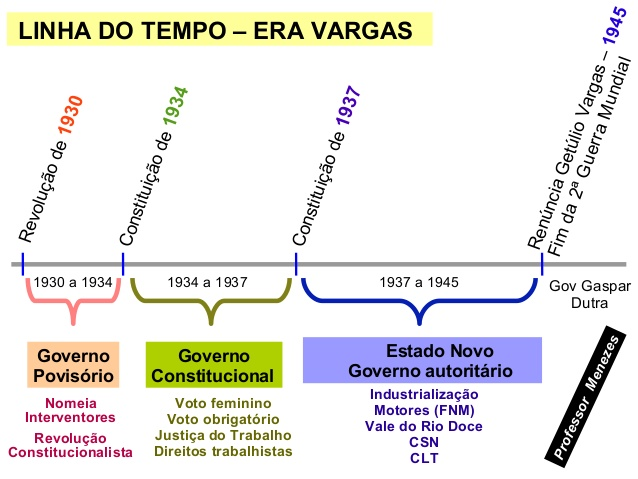 LINHA DO TEMPO – ERA VARGAS
Revolução de 1930
Constituição de 1934
Constituição de 1937
Renúncia Getúlio Vargas – 1945
Fim da 2ª Guerra Mundial
1930 a 1934
1934 a 1937
1937 a 1945
Gov Gaspar
Dutra
Governo
Povisório
Nomeia
Interventores
Revolução
Constitucionalista
Governo
Constitucional
Voto feminino
Voto obrigatório
Justiça do Trabalho
Direitos trabalhistas
Estado Novo
Governo autoritário
Industrialização
Motores (FNM)
Vale do Rio Doce
CSN
CLT
Professor Menezes